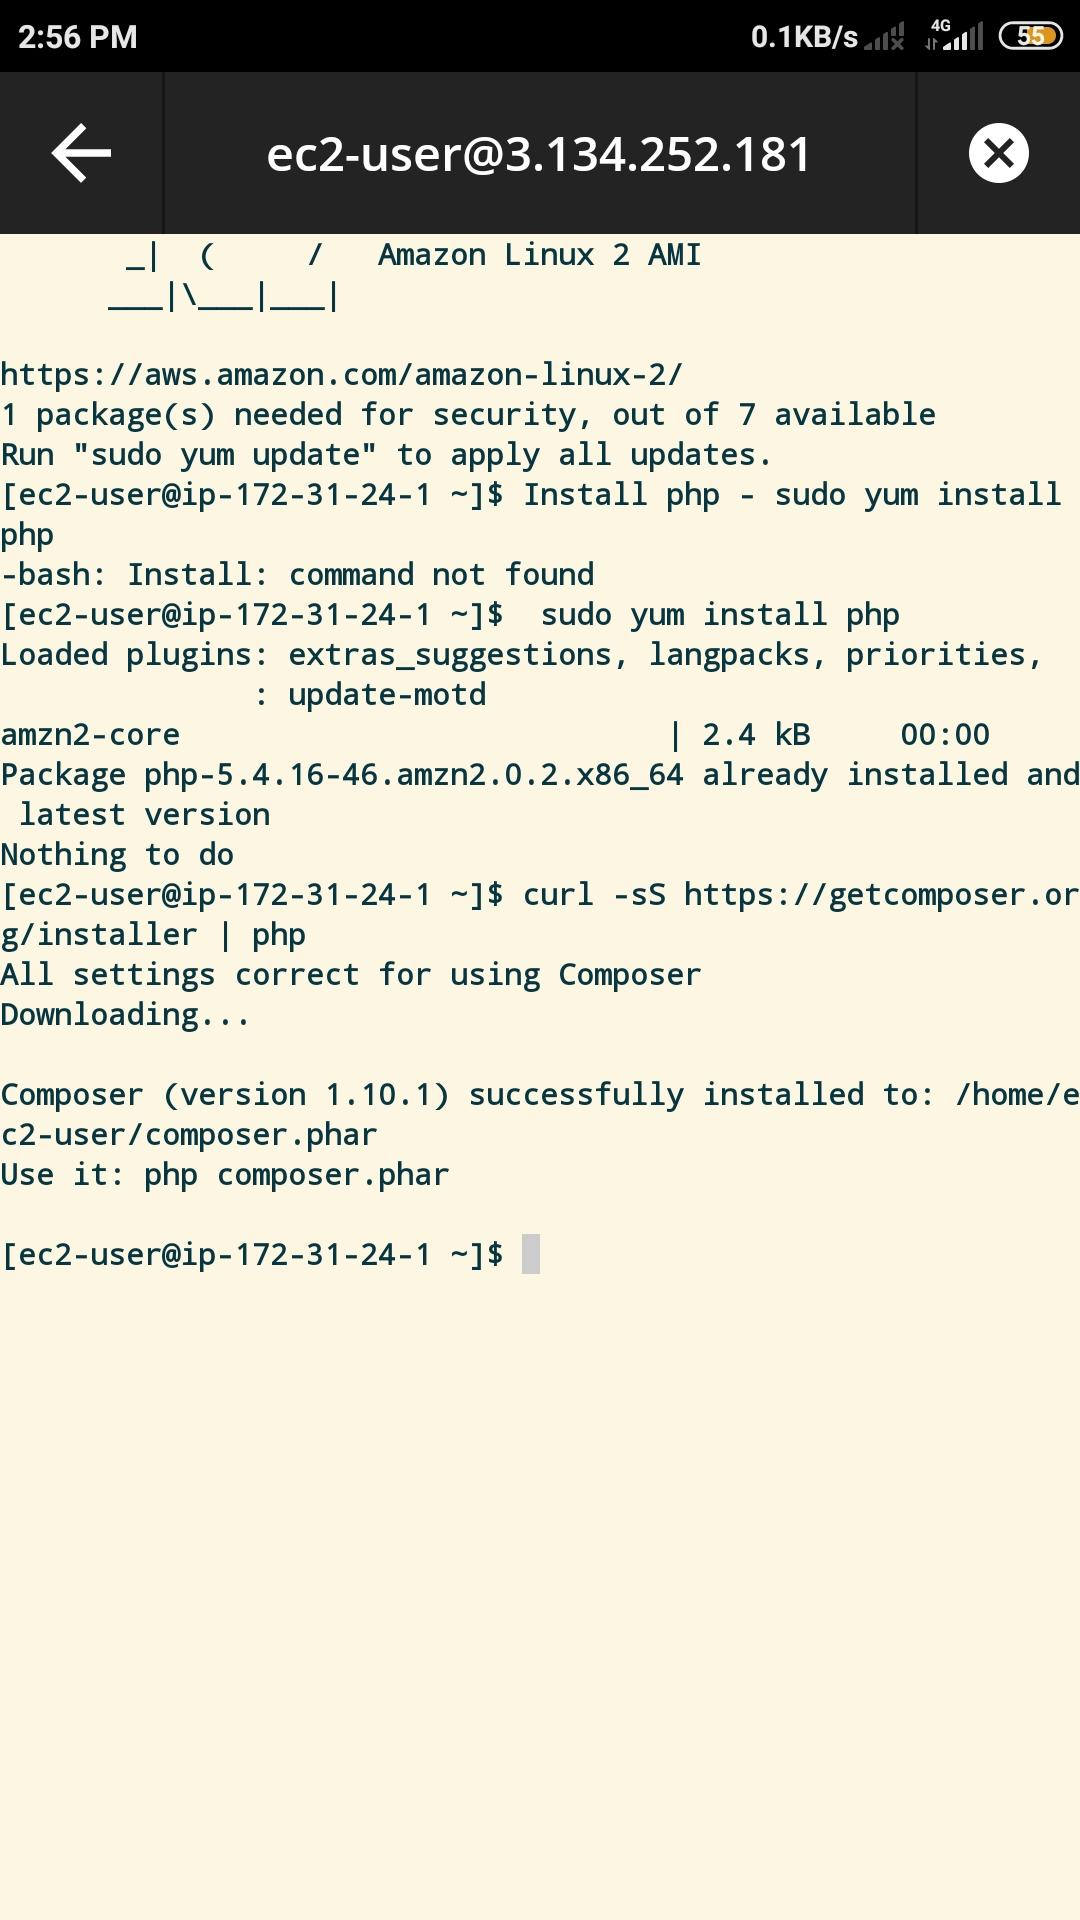 2:56 PM 0.1KB/s 4G 55
ec2-user@3.134.252.181
_|  (     /   Amazon Linux 2 AMI
___|\___|___|
https://aws.amazon.com/amazon-linux-2/
1 package(s) needed for security, out of 7 available
Run "sudo yum update" to apply all updates.
[ec2-user@ip-172-31-24-1 ~]$ Install php - sudo yum install
php
-bash: Install: command not found
[ec2-user@ip-172-31-24-1 ~]$  sudo yum install php
Loaded plugins: extras_suggestions, langpacks, priorities,
              : update-motd
amzn2-core                           | 2.4 kB     00:00
Package php-5.4.16-46.amzn2.0.2.x86_64 already installed and
 latest version
Nothing to do
[ec2-user@ip-172-31-24-1 ~]$ curl -sS https://getcomposer.or
g/installer | php
All settings correct for using Composer
Downloading...
Composer (version 1.10.1) successfully installed to: /home/e
c2-user/composer.phar
Use it: php composer.phar
[ec2-user@ip-172-31-24-1 ~]$